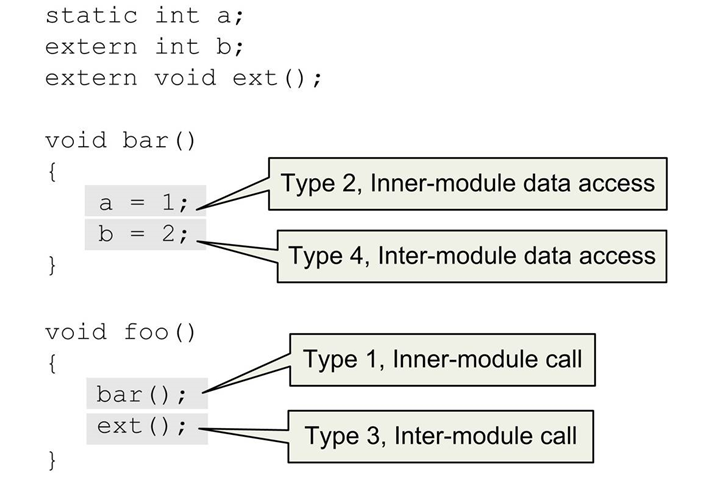 static int a;
extern int b;
extern void ext();
void bar()
{
a = 1;
Type 2, Inner-module data access
b = 2;
Type 4, Inter-module data access
}
void foo()
{
bar();
Type 1, Inner-module call
ext();
Type 3, Inter-module call
}